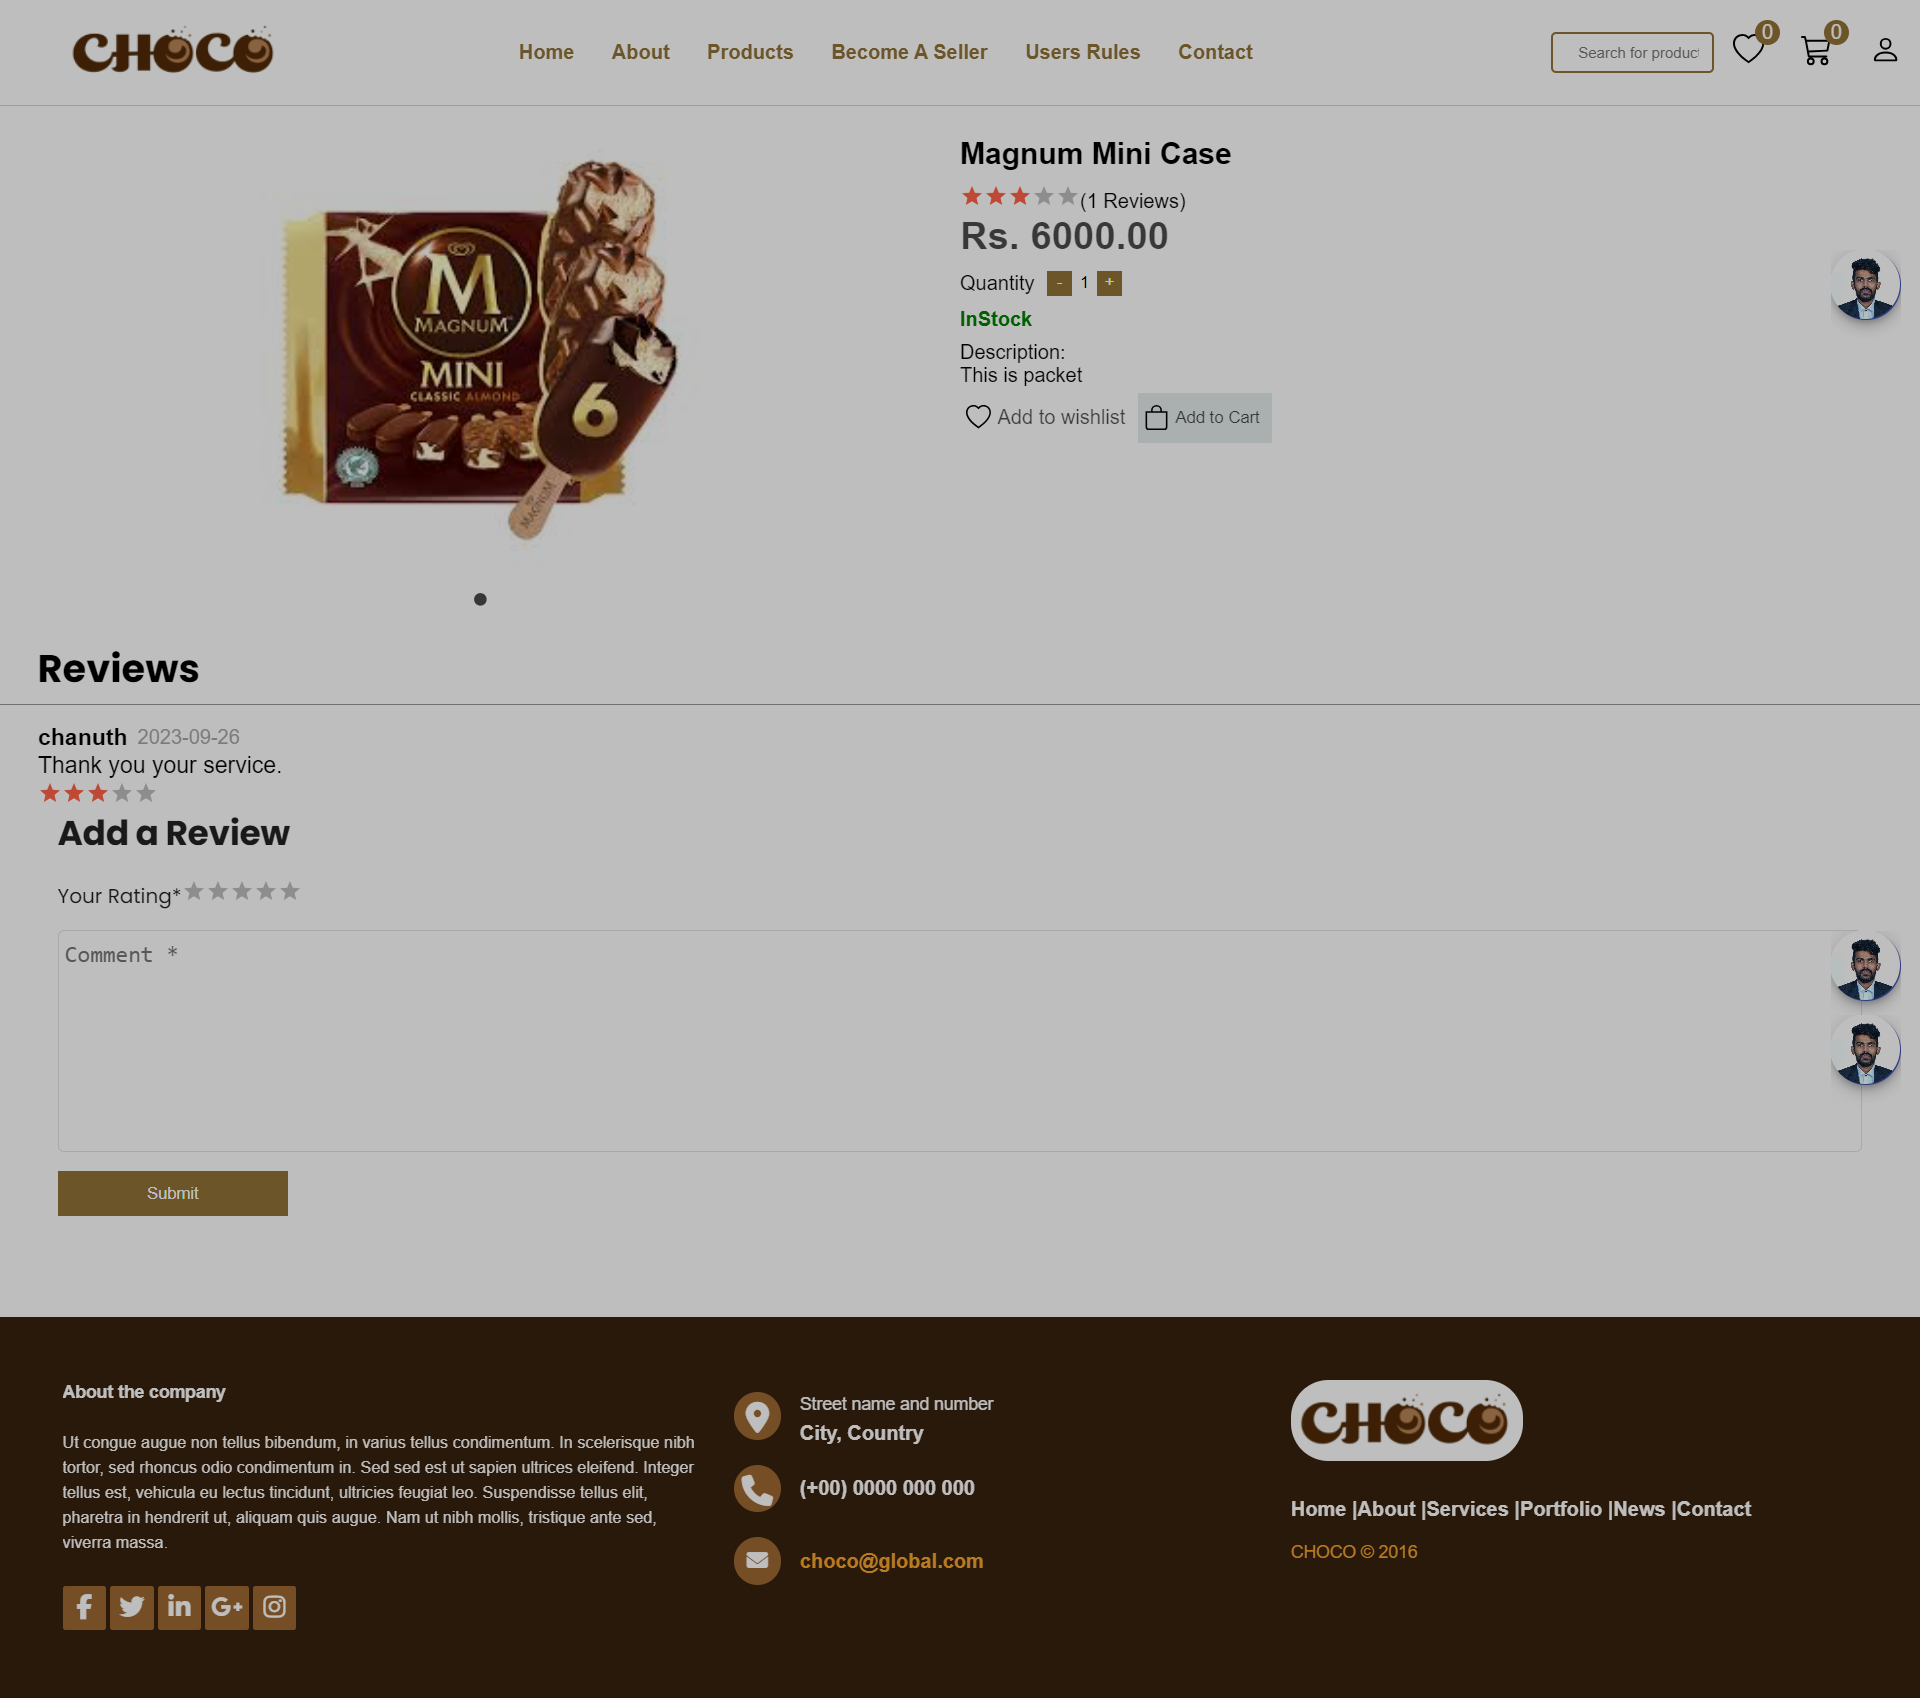 CHOCO
Home About Products Become A Seller Users Rules Contact
Search for produc
0
0
Magnum Mini Case
(1 Reviews)
Rs. 6000.00
Quantity - 1 +
InStock
Description:
This is packet
Add to wishlist
Add to Cart
M
MAGNUM
MINI
CLASSIC ALMOND
6
MAGNUM
Reviews
chanuth 2023-09-26
Thank you your service.
Add a Review
Your Rating*
Comment *
Submit
About the company
Ut congue augue non tellus bibendum, in varius tellus condimentum. In scelerisque nibh
tortor, sed rhoncus odio condimentum in. Sed sed est ut sapien ultrices eleifend. Integer
tellus est, vehicula eu lectus tincidunt, ultricies feugiat leo. Suspendisse tellus elit,
pharetra in hendrerit ut, aliquam quis augue. Nam ut nibh mollis, tristique ante sed,
viverra massa.
Street name and number
City, Country
(+00) 0000 000 000
choco@global.com
CHOCO
Home |About |Services |Portfolio |News |Contact
CHOCO © 2016